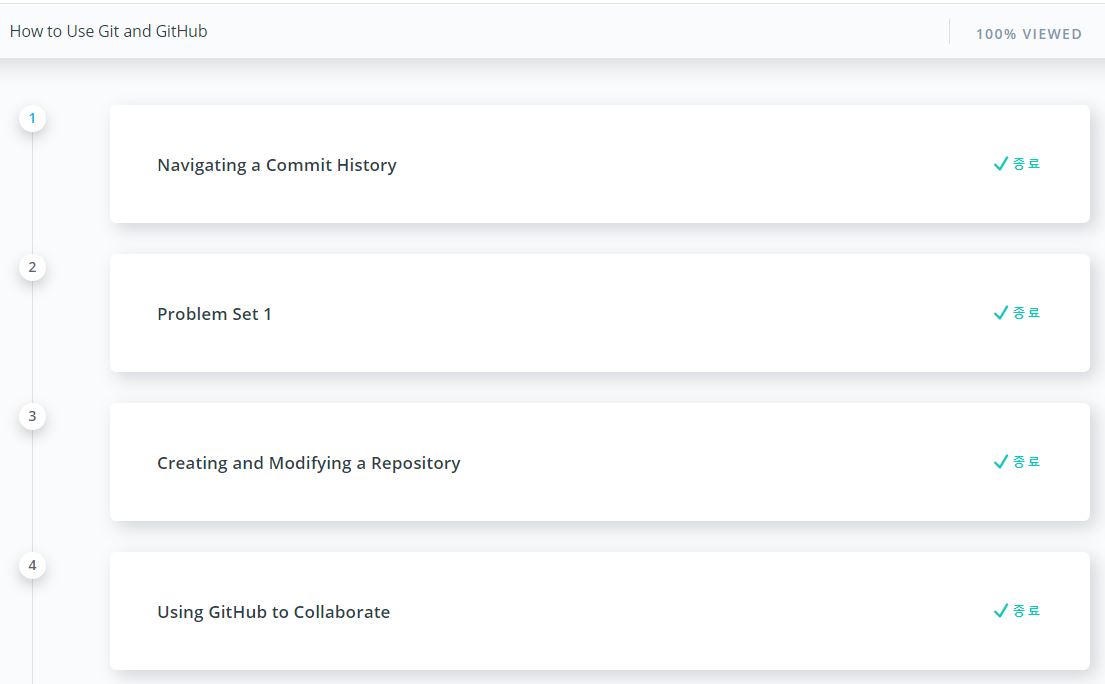 How to Use Git and GitHub
100% VIEWED
1
Navigating a Commit History
종료
2
Problem Set 1
종료
3
Creating and Modifying a Repository
종료
4
Using GitHub to Collaborate
종료